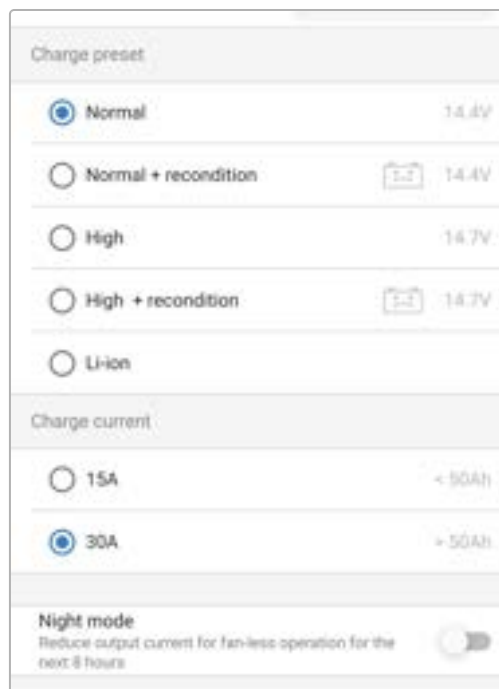 Charge preset
Normal 14.4V
Normal + recondition 14.4V
High 14.7V
High + recondition 14.7V
Li-ion
Charge current
15A < 50Ah
30A > 50Ah
Night mode
Reduce output current for fan-less operation for the
next 8 hours